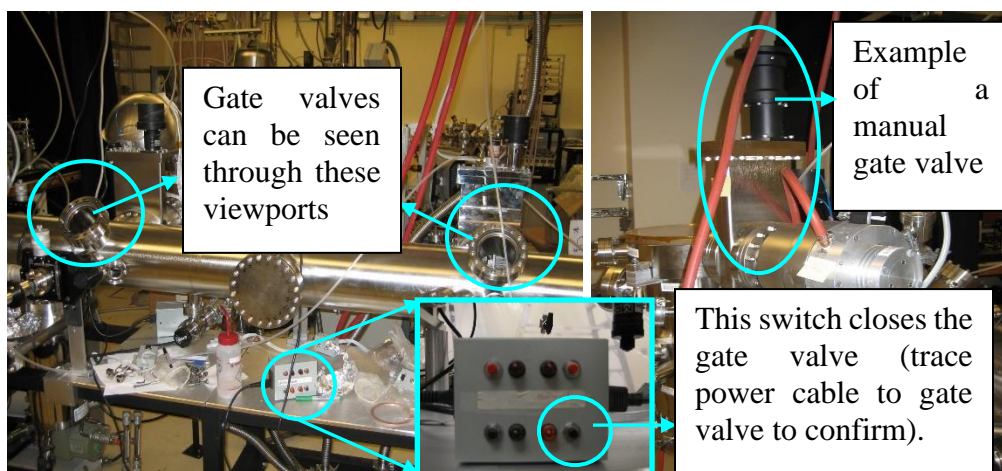 Gate valves
can be seen
through these
viewports
Example
of a
manual
gate valve
This switch closes the
gate valve (trace
power cable to gate
valve to confirm).